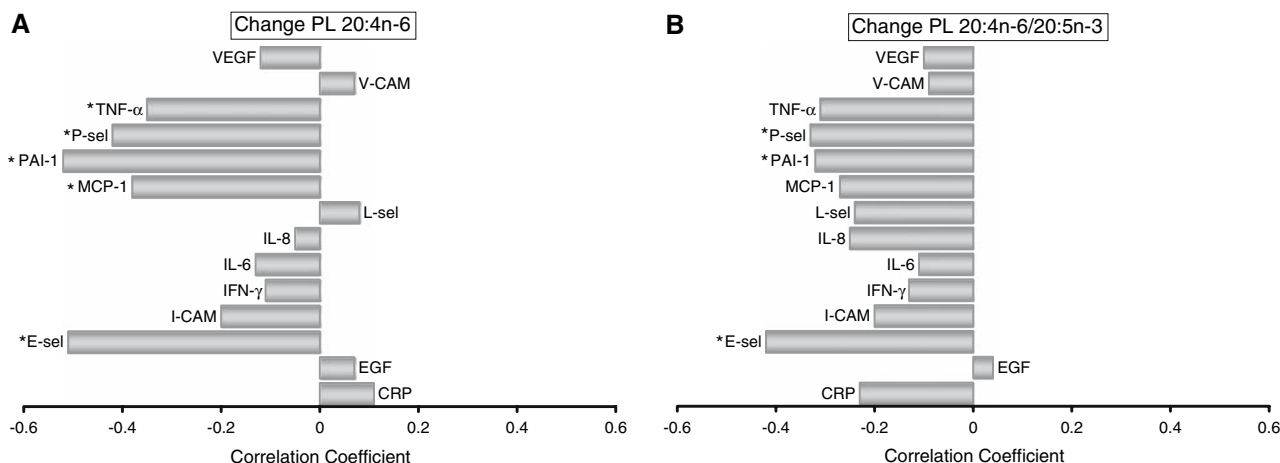 A
Change PL 20:4n-6
VEGF
V-CAM
*TNF-α
*P-sel
*PAI-1
*MCP-1
L-sel
IL-8
IL-6
IFN-γ
I-CAM
*E-sel
EGF
CRP
-0.6 -0.4 -0.2 0 0.2 0.4 0.6
Correlation Coefficient
B
Change PL 20:4n-6/20:5n-3
VEGF
V-CAM
TNF-α
*P-sel
*PAI-1
MCP-1
L-sel
IL-8
IL-6
IFN-γ
I-CAM
*E-sel
EGF
CRP
-0.6 -0.4 -0.2 0 0.2 0.4 0.6
Correlation Coefficient